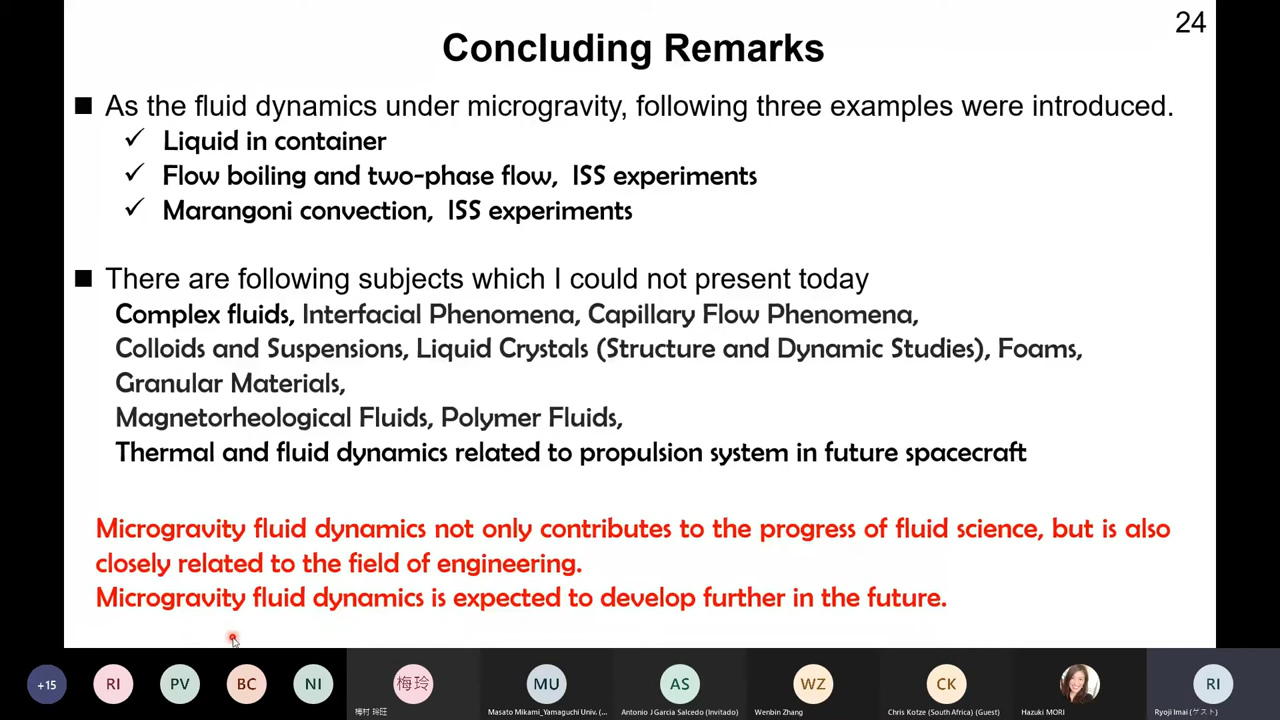 24
Concluding Remarks
As the fluid dynamics under microgravity, following three examples were introduced.
Liquid in container
Flow boiling and two-phase flow, ISS experiments
Marangoni convection, ISS experiments
There are following subjects which I could not present today
Complex fluids, Interfacial Phenomena, Capillary Flow Phenomena,
Colloids and Suspensions, Liquid Crystals (Structure and Dynamic Studies), Foams,
Granular Materials,
Magnetorheological Fluids, Polymer Fluids,
Thermal and fluid dynamics related to propulsion system in future spacecraft
Microgravity fluid dynamics not only contributes to the progress of fluid science, but is also
closely related to the field of engineering.
Microgravity fluid dynamics is expected to develop further in the future.
+15 RI PV BC NI 梅玲 MU AS WZ CK RI
梅村 玲旺 Masato Mikami_Yamaguchi Univ. (... Antonio J Garcia Salcedo (Invitado) Wenbin Zhang Chris Kotze (South Africa) (Guest) Hazuki MORI Ryoji Imai (ゲスト)